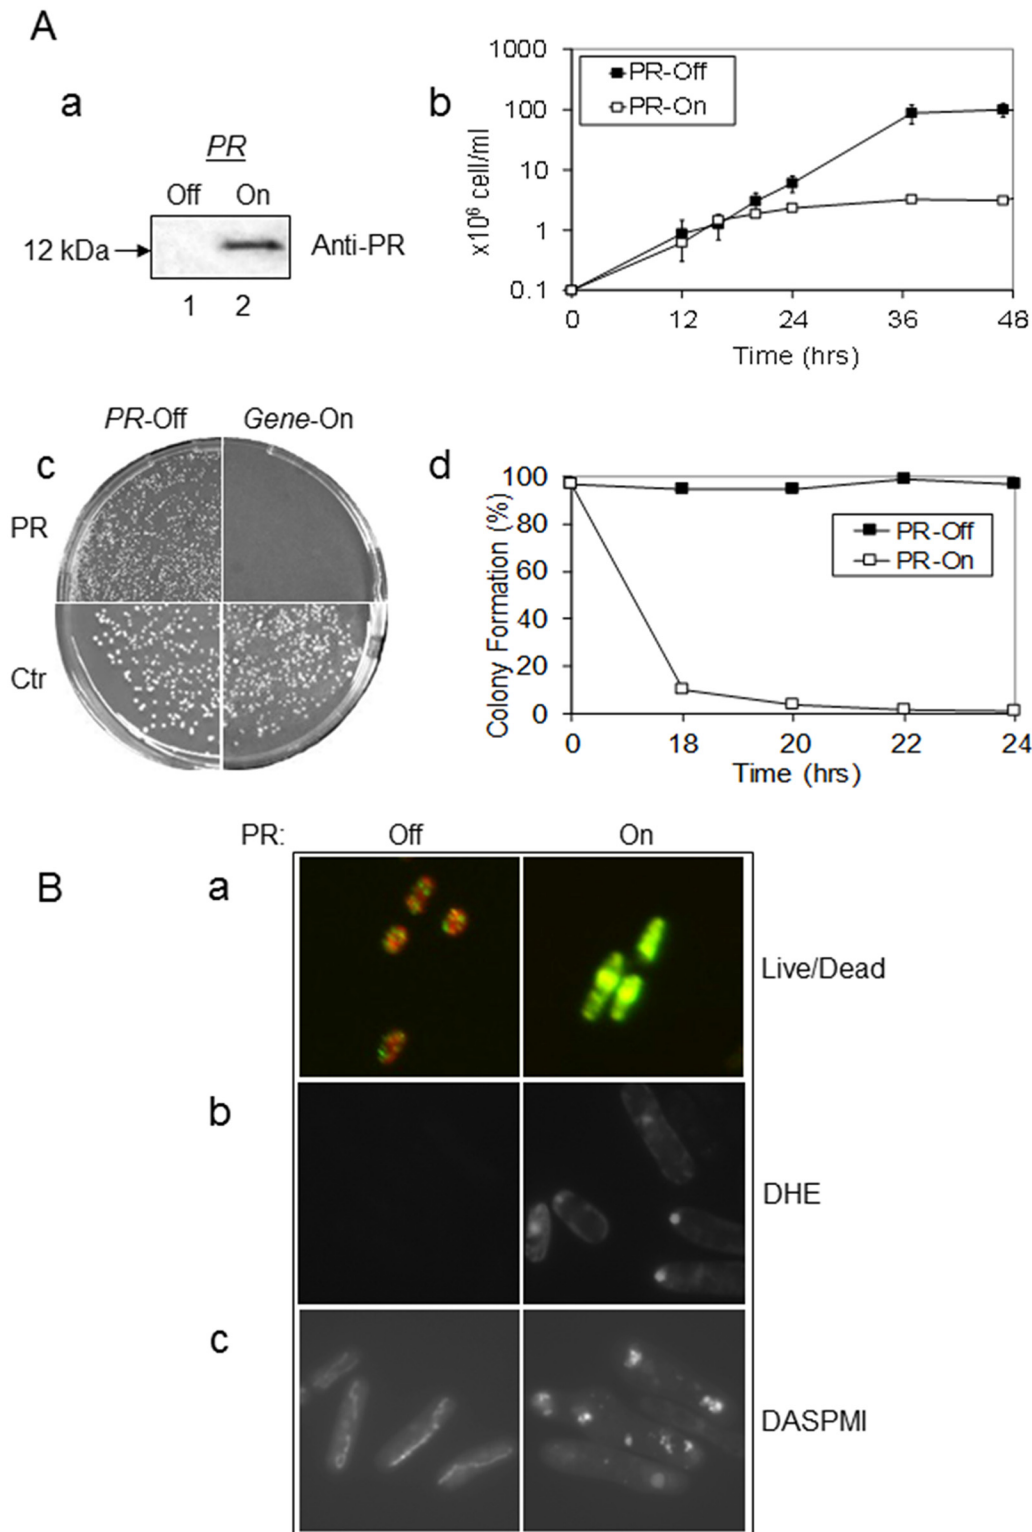 A
a
PR
Off On
12 kDa
Anti-PR
1 2
b
PR-Off
PR-On
1000
100
10
1
0.1
x10⁶ cell/ml
0 12 24 36 48
Time (hrs)
c
PR-Off Gene-On
PR
Ctr
d
100
80
60
40
20
0
Colony Formation (%)
PR-Off
PR-On
0 18 20 22 24
Time (hrs)
B
PR: Off On
a
Live/Dead
b
DHE
c
DASPMI